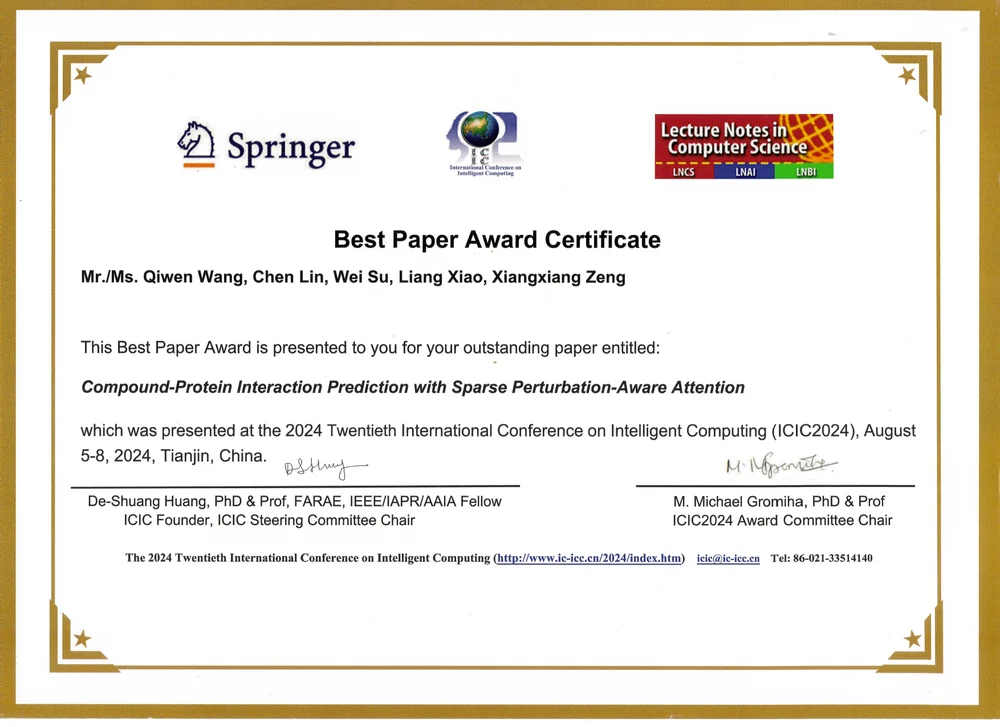 Springer
ICIC
International Conference on
Intelligent Computing
Lecture Notes in
Computer Science
LNCS LNAI LNBI
Best Paper Award Certificate
Mr./Ms. Qiwen Wang, Chen Lin, Wei Su, Liang Xiao, Xiangxiang Zeng
This Best Paper Award is presented to you for your outstanding paper entitled:
Compound-Protein Interaction Prediction with Sparse Perturbation-Aware Attention
which was presented at the 2024 Twentieth International Conference on Intelligent Computing (ICIC2024), August
5-8, 2024, Tianjin, China.
De-Shuang Huang, PhD & Prof, FARAE, IEEE/IAPR/AAIA Fellow
ICIC Founder, ICIC Steering Committee Chair
M. Michael Gromiha, PhD & Prof
ICIC2024 Award Committee Chair
The 2024 Twentieth International Conference on Intelligent Computing (http://www.ic-icc.cn/2024/index.htm) icic@ic-icc.cn Tel: 86-021-33514140